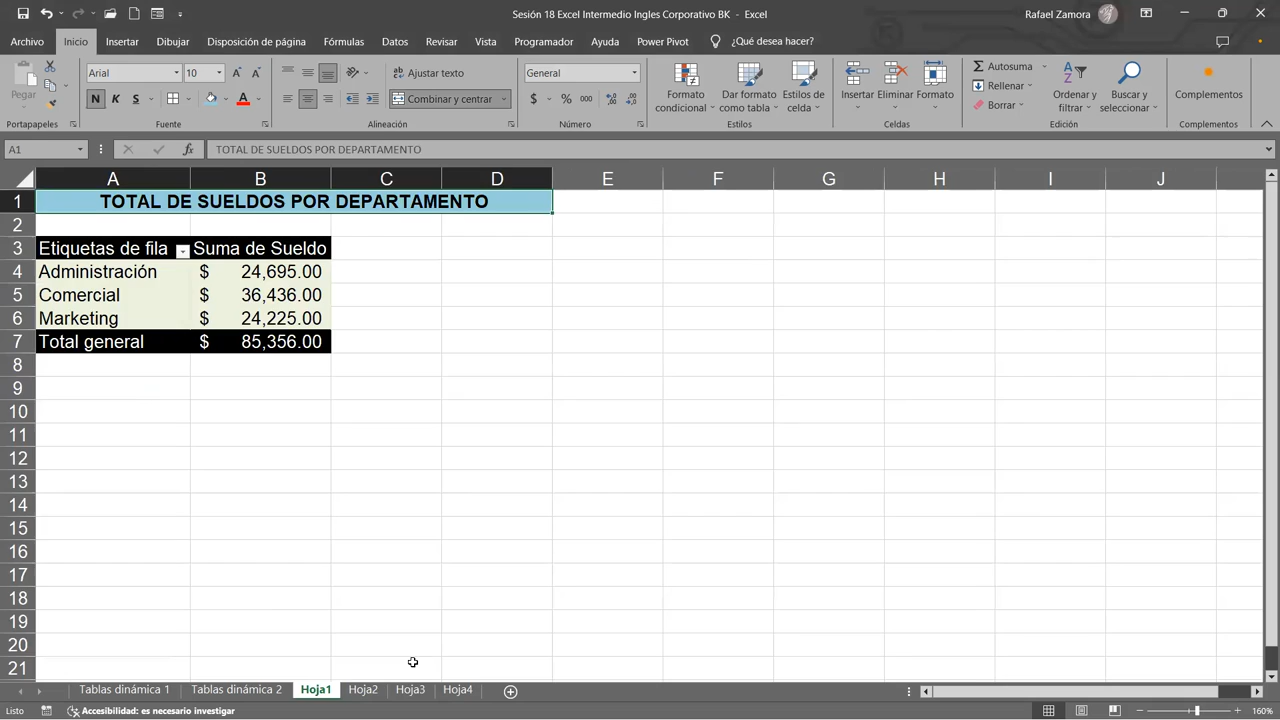 Sesión 18 Excel Intermedio Ingles Corporativo BK - Excel
Rafael Zamora
Archivo Inicio Insertar Dibujar Disposición de página Fórmulas Datos Revisar Vista Programador Ayuda Power Pivot ¿Qué desea hacer?
Pegar
Portapapeles
Arial 10
N K S
Fuente
Ajustar texto
Combinar y centrar
Alineación
General
$ % 000
Número
Formato condicional
Dar formato como tabla
Estilos de celda
Estilos
Insertar Eliminar Formato
Celdas
Autosuma
Rellenar
Borrar
Ordenar y filtrar
Buscar y seleccionar
Edición
Complementos
Complementos
A1 fx TOTAL DE SUELDOS POR DEPARTAMENTO
A B C D E F G H I J
1 TOTAL DE SUELDOS POR DEPARTAMENTO
2
3 Etiquetas de fila Suma de Sueldo
4 Administración $ 24,695.00
5 Comercial $ 36,436.00
6 Marketing $ 24,225.00
7 Total general $ 85,356.00
8
9
10
11
12
13
14
15
16
17
18
19
20
21
Tablas dinámica 1 Tablas dinámica 2 Hoja1 Hoja2 Hoja3 Hoja4
Listo Accesibilidad: es necesario investigar 160%